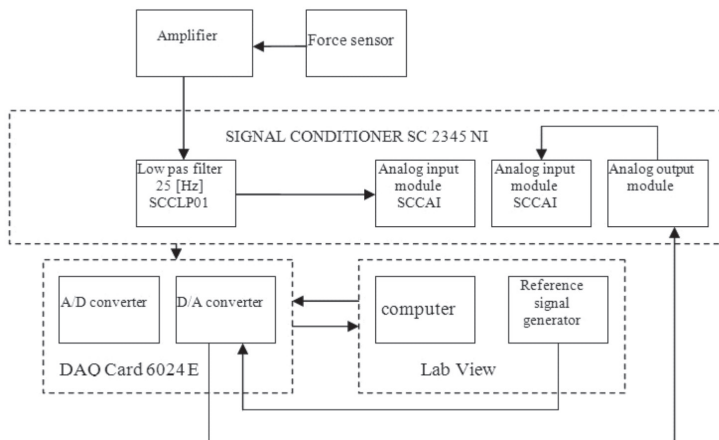 Amplifier
Force sensor
SIGNAL CONDITIONER SC 2345 NI
Low pas filter
25 [Hz]
SCCLP01
Analog input
module
SCCAI
Analog input
module
SCCAI
Analog output
module
A/D converter
D/A converter
computer
Reference
signal
generator
DAQ Card 6024 E
Lab View